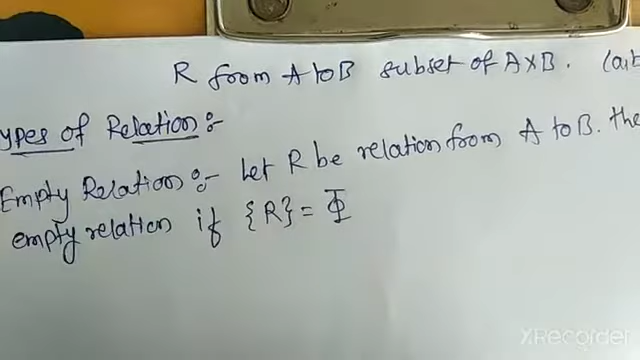 R from A to B subset of A×B. (a,b
ypes of Relation :-
Empty Relation :- Let R be relation from A to B. The
empty relation if {R} = Φ
XRecorder